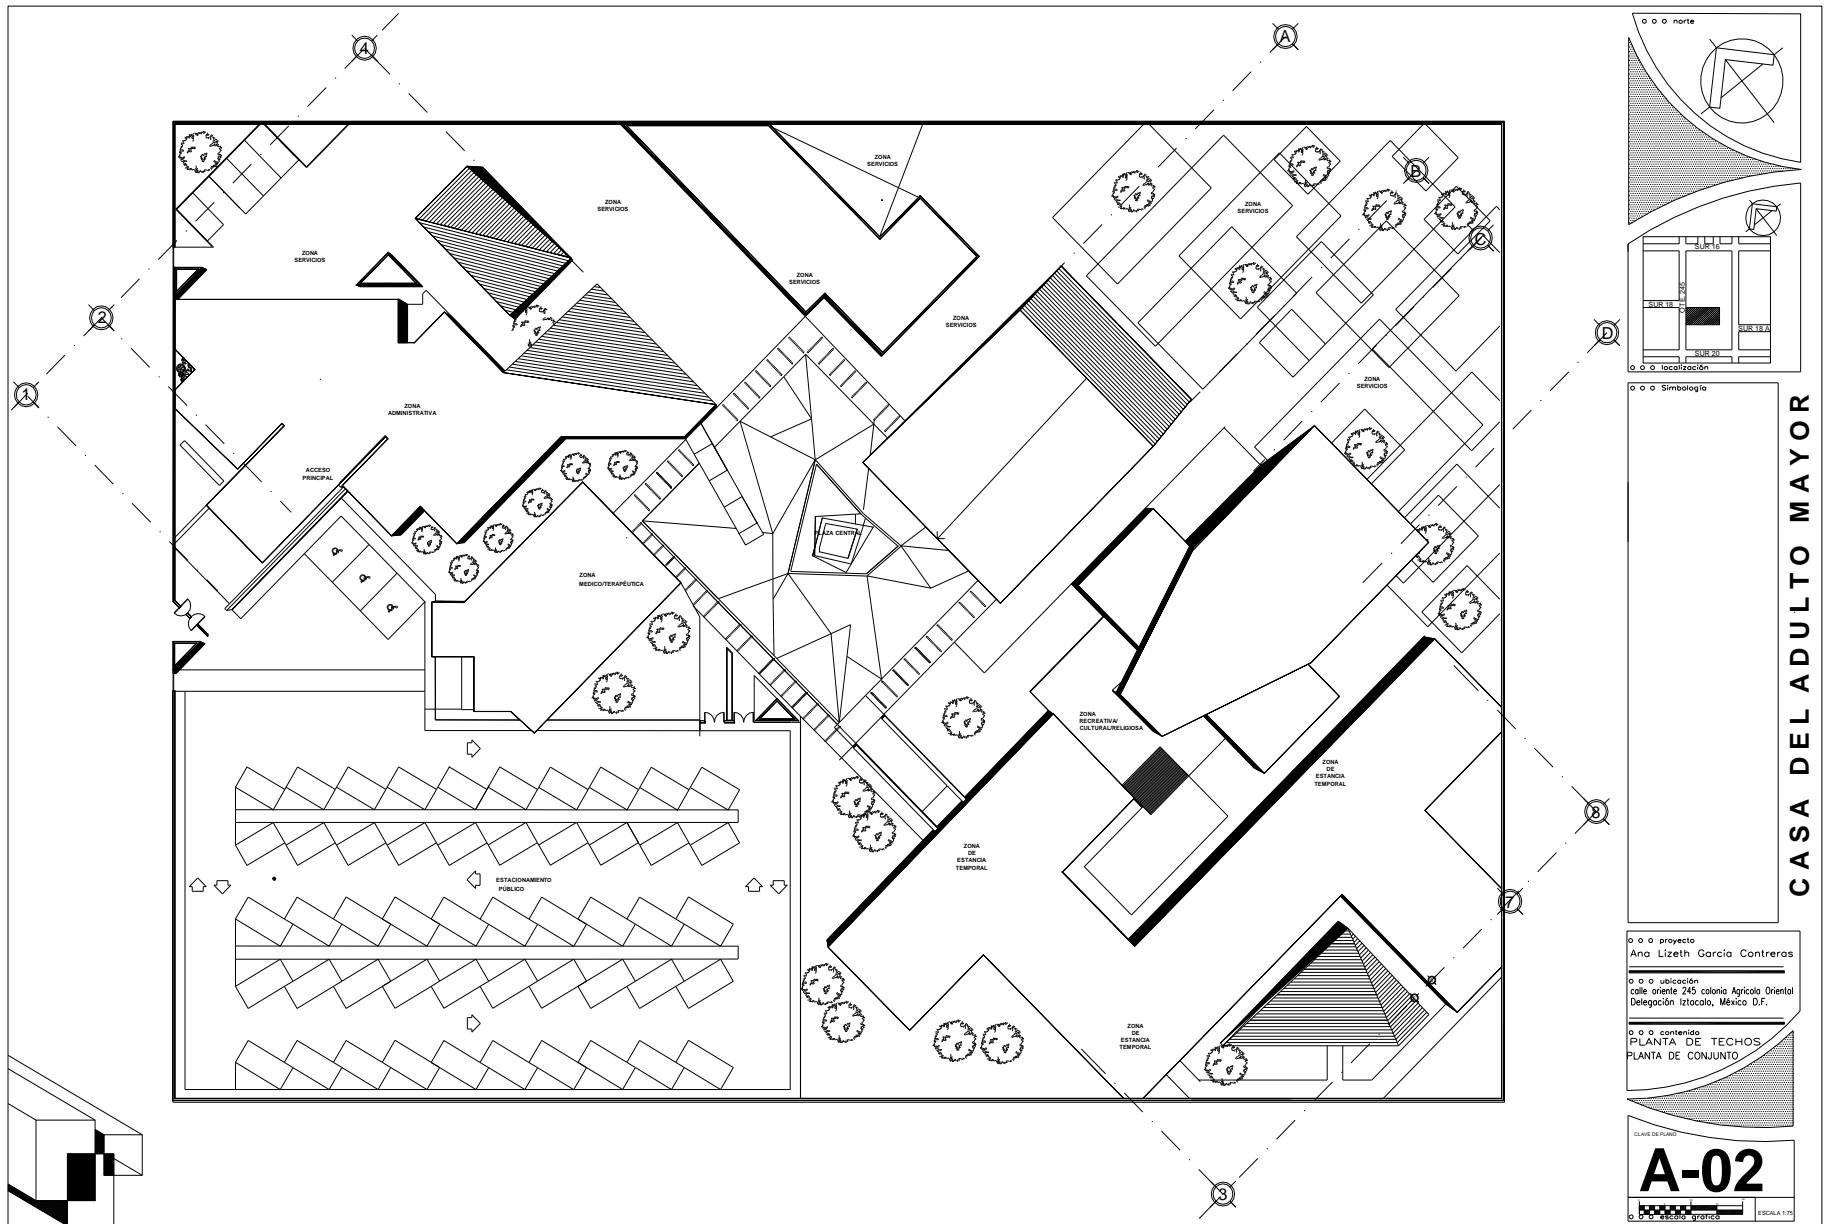 4
A
B
C
D
2
1
8
7
3
ZONA
SERVICIOS
ZONA
SERVICIOS
ZONA
SERVICIOS
ZONA
SERVICIOS
ZONA
SERVICIOS
ZONA
SERVICIOS
ZONA
SERVICIOS
ZONA
ADMINISTRATIVA
ACCESO
PRINCIPAL
PLAZA CENTRAL
ZONA
MEDICO/TERAPÉUTICA
ZONA
RECREATIVA/
CULTURAL/RELIGIOSA
ZONA
DE
ESTANCIA
TEMPORAL
ZONA
DE
ESTANCIA
TEMPORAL
ZONA
DE
ESTANCIA
TEMPORAL
ESTACIONAMIENTO
PÚBLICO
norte
SUR 16
OTE 245
SUR 18
SUR 18 A
SUR 20
localización
Simbología
CASA DEL ADULTO MAYOR
proyecto
Ana Lizeth García Contreras
ubicación
calle oriente 245 colonia Agricola Oriental
Delegación Iztacalo, México D.F.
contenido
PLANTA DE TECHOS
PLANTA DE CONJUNTO
CLAVE DE PLANO
A-02
escala grafica
ESCALA 1:75